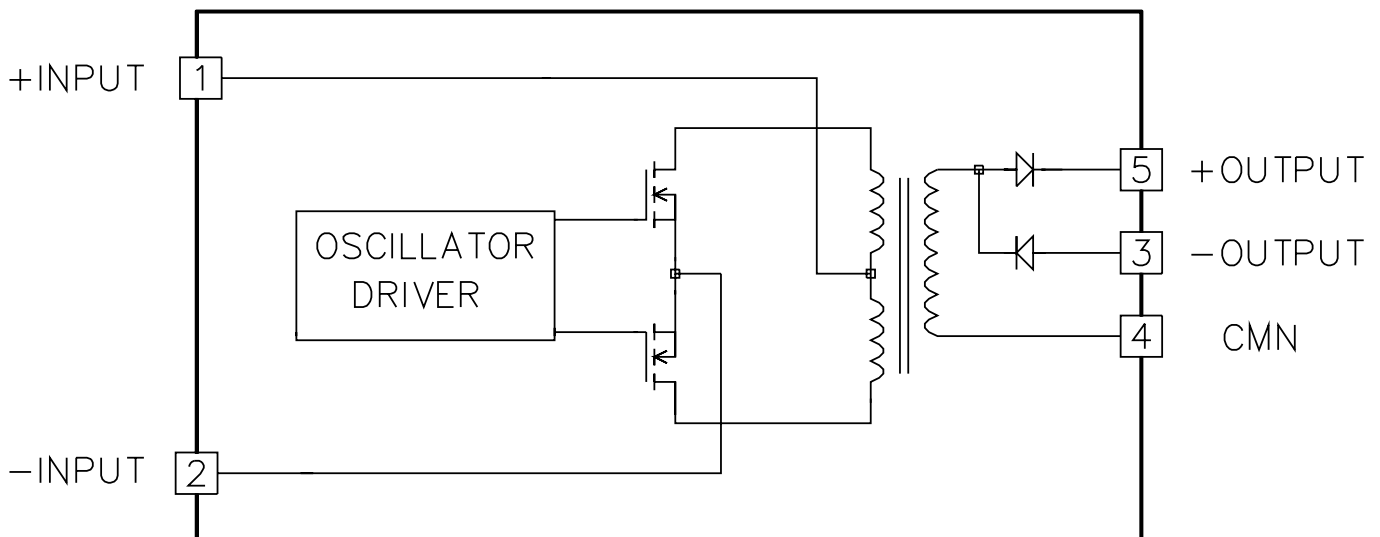 +INPUT 1
5 +OUTPUT
OSCILLATOR
DRIVER
3 -OUTPUT
4 CMN
-INPUT 2